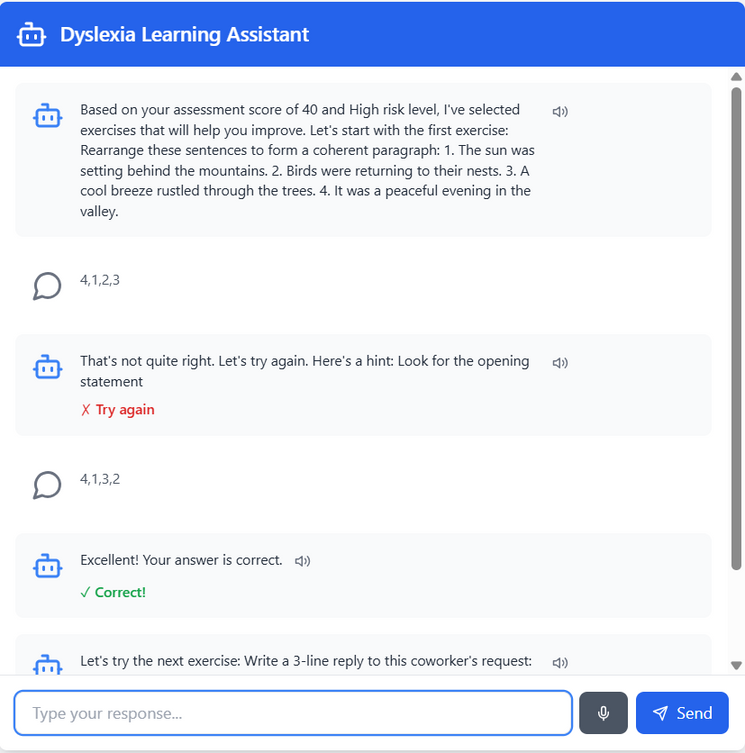 Dyslexia Learning Assistant
Based on your assessment score of 40 and High risk level, I've selected
exercises that will help you improve. Let's start with the first exercise:
Rearrange these sentences to form a coherent paragraph: 1. The sun was
setting behind the mountains. 2. Birds were returning to their nests. 3. A
cool breeze rustled through the trees. 4. It was a peaceful evening in the
valley.
4,1,2,3
That's not quite right. Let's try again. Here's a hint: Look for the opening
statement
✗ Try again
4,1,3,2
Excellent! Your answer is correct.
✓ Correct!
Let's try the next exercise: Write a 3-line reply to this coworker's request:
Type your response...
Send